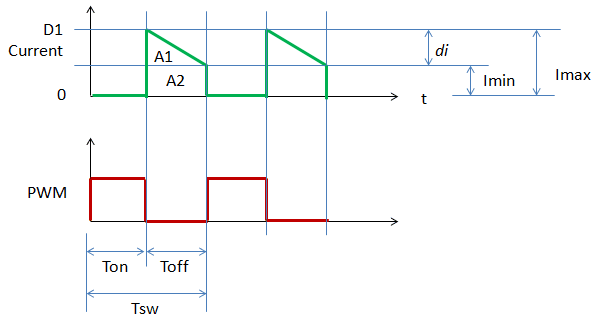 D1
Current
A1
A2
0
t
di
Imin
Imax
PWM
Ton
Toff
Tsw